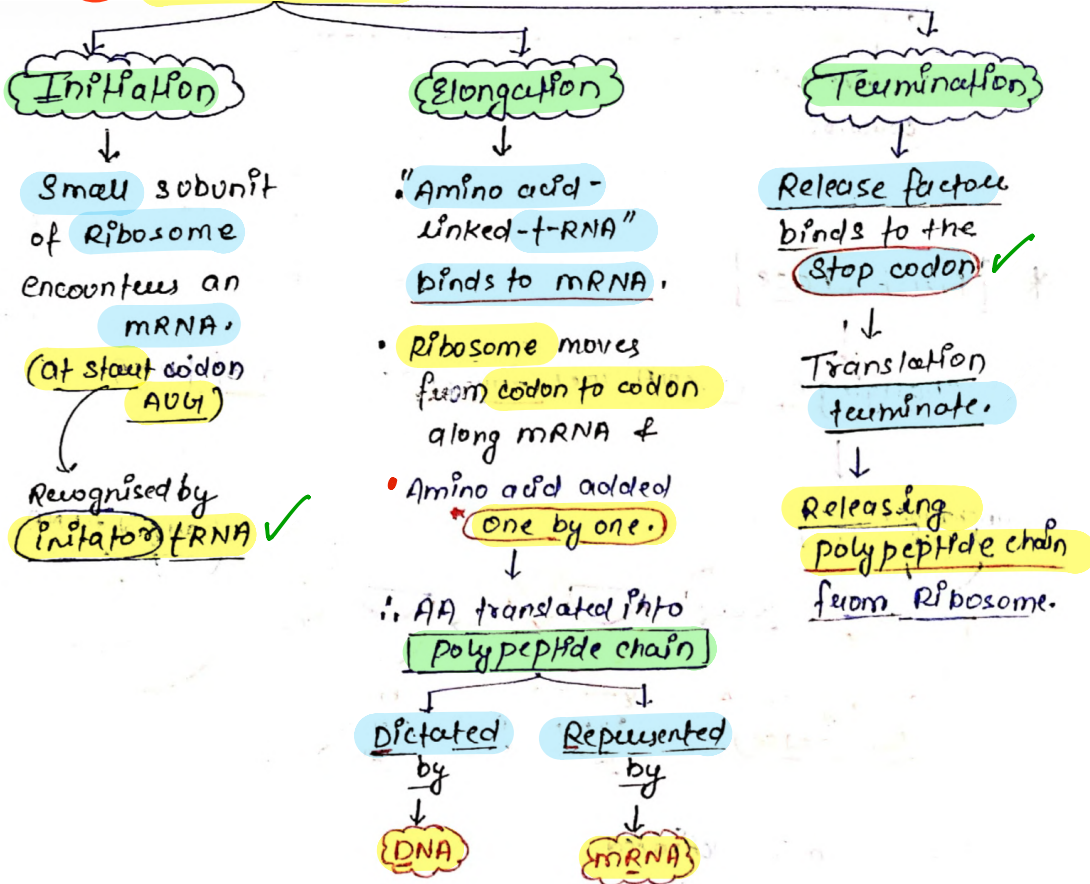 Initiation
Small subunit
of Ribosome
encounters an
mRNA.
(at start codon
AUG)
Recognised by
initator tRNA
Elongation
"Amino acid-
linked-t-RNA"
binds to mRNA.
• Ribosome moves
from codon to codon
along mRNA &
• Amino acid added
* one by one.
∴ AA translated into
polypeptide chain
Dictated
by
DNA
Represented
by
mRNA
Termination
Release factor
binds to the
Stop codon
Translation
terminate.
Releasing
polypeptide chain
from Ribosome.